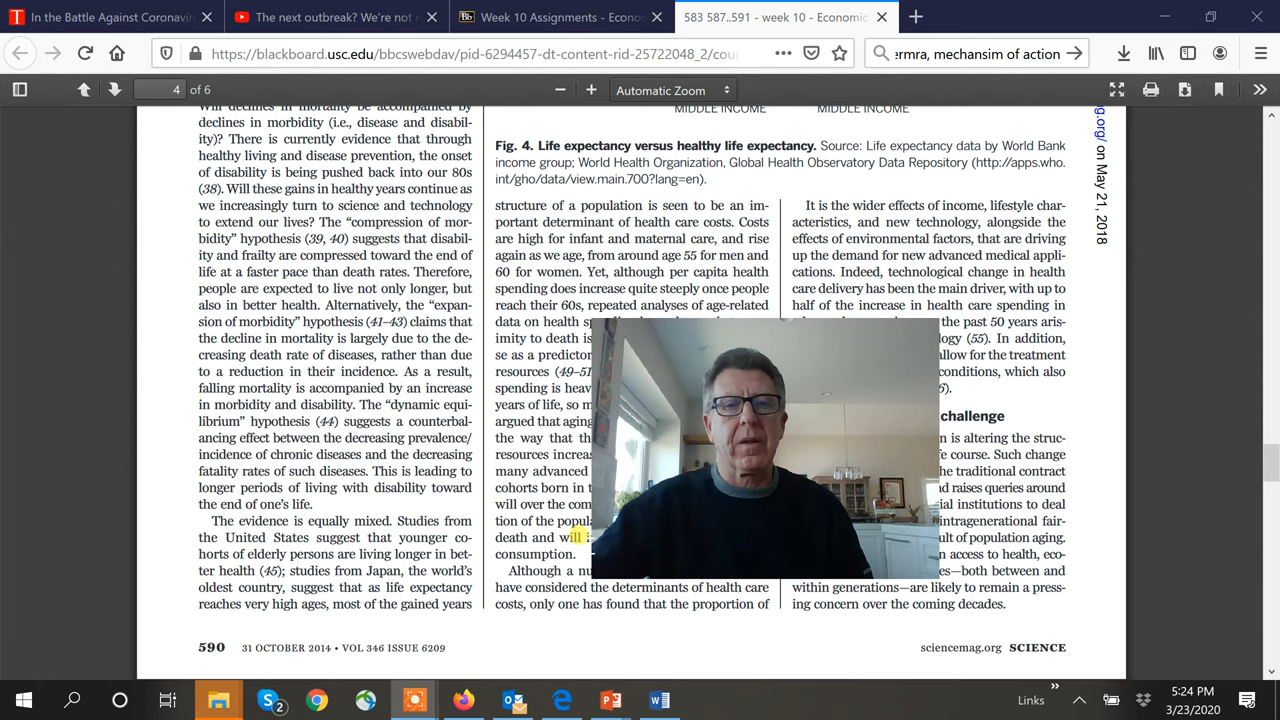 In the Battle Against Coronavir
The next outbreak? We're not r
Bb
Week 10 Assignments - Econo
583 587..591 - week 10 - Economic
https://blackboard.usc.edu/bbcswebdav/pid-6294457-dt-content-rid-25722048_2/cou
ermra, mechansim of action
4 of 6
Automatic Zoom
Will declines in mortality be accompanied by
declines in morbidity (i.e., disease and disabil-
ity)? There is currently evidence that through
healthy living and disease prevention, the onset
of disability is being pushed back into our 80s
(38). Will these gains in healthy years continue as
we increasingly turn to science and technology
to extend our lives? The “compression of mor-
bidity” hypothesis (39, 40) suggests that disabil-
ity and frailty are compressed toward the end of
life at a faster pace than death rates. Therefore,
people are expected to live not only longer, but
also in better health. Alternatively, the “expan-
sion of morbidity” hypothesis (41–43) claims that
the decline in mortality is largely due to the de-
creasing death rate of diseases, rather than due
to a reduction in their incidence. As a result,
falling mortality is accompanied by an increase
in morbidity and disability. The “dynamic equi-
librium” hypothesis (44) suggests a counterbal-
ancing effect between the decreasing prevalence/
incidence of chronic diseases and the decreasing
fatality rates of such diseases. This is leading to
longer periods of living with disability toward
the end of one's life.
The evidence is equally mixed. Studies from
the United States suggest that younger co-
horts of elderly persons are living longer in bet-
ter health (45); studies from Japan, the world's
oldest country, suggest that as life expectancy
reaches very high ages, most of the gained years
MIDDLE INCOME MIDDLE INCOME
Fig. 4. Life expectancy versus healthy life expectancy. Source: Life expectancy data by World Bank
income group; World Health Organization, Global Health Observatory Data Repository (http://apps.who.
int/gho/data/view.main.700?lang=en).
structure of a population is seen to be an im-
portant determinant of health care costs. Costs
are high for infant and maternal care, and rise
again as we age, from around age 55 for men and
60 for women. Yet, although per capita health
spending does increase quite steeply once people
reach their 60s, repeated analyses of age-related
data on health
imity to death is
se as a predictor
resources (49–51
spending is heav
years of life, so m
argued that aging
the way that th
resources increas
many advanced
cohorts born in t
will over the com
tion of the popula
death and will i
consumption.
Although a nu
have considered the determinants of health care
costs, only one has found that the proportion of
It is the wider effects of income, lifestyle char-
acteristics, and new technology, alongside the
effects of environmental factors, that are driving
up the demand for new advanced medical appli-
cations. Indeed, technological change in health
care delivery has been the main driver, with up to
half of the increase in health care spending in
the past 50 years aris-
logy (55). In addition,
allow for the treatment
conditions, which also
challenge
n is altering the struc-
fe course. Such change
he traditional contract
nd raises queries around
ial institutions to deal
intragenerational fair-
ult of population aging.
n access to health, eco-
es—both between and
within generations—are likely to remain a press-
ing concern over the coming decades.
g.org/ on May 21, 2018
590 31 OCTOBER 2014 • VOL 346 ISSUE 6209
sciencemag.org SCIENCE
2
Links
5:24 PM
3/23/2020